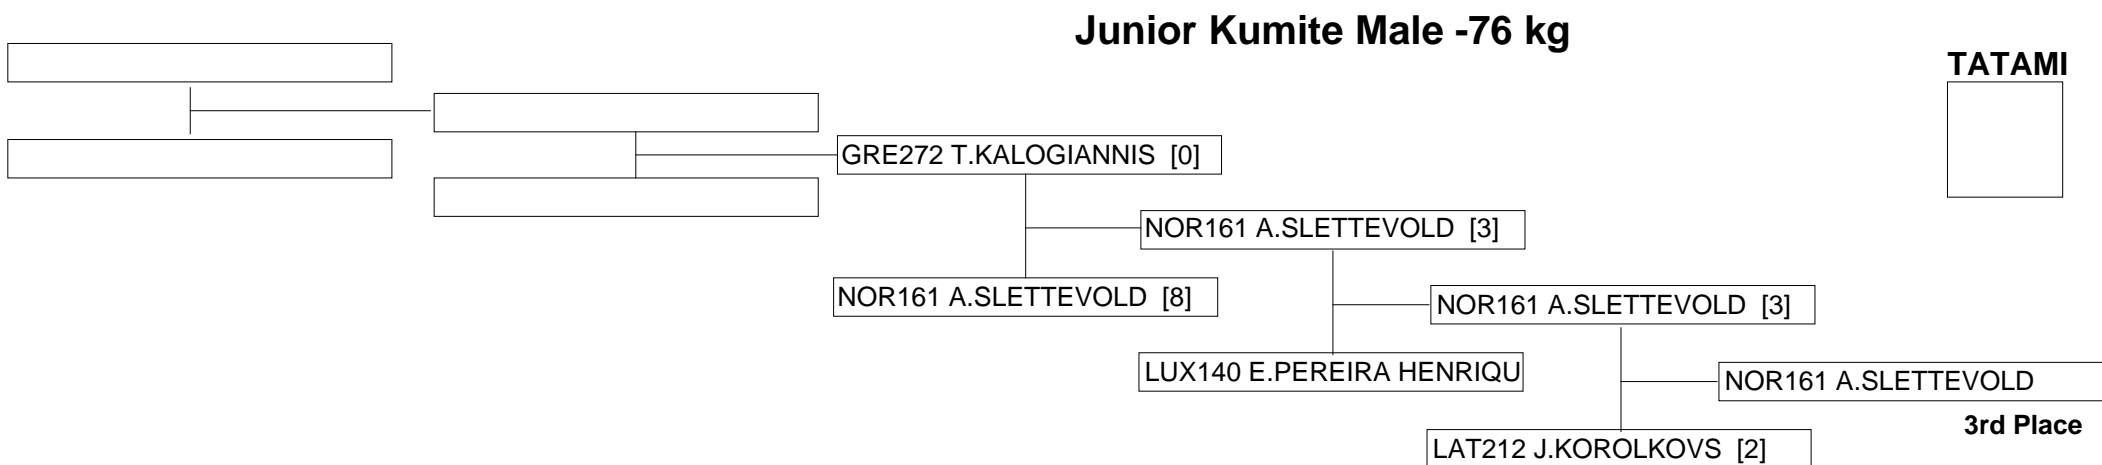 Junior Kumite Male -76 kg
TATAMI
GRE272 T.KALOGIANNIS [0]
NOR161 A.SLETTEVOLD [3]
NOR161 A.SLETTEVOLD [8]
NOR161 A.SLETTEVOLD [3]
LUX140 E.PEREIRA HENRIQU
NOR161 A.SLETTEVOLD
3rd Place
LAT212 J.KOROLKOVS [2]